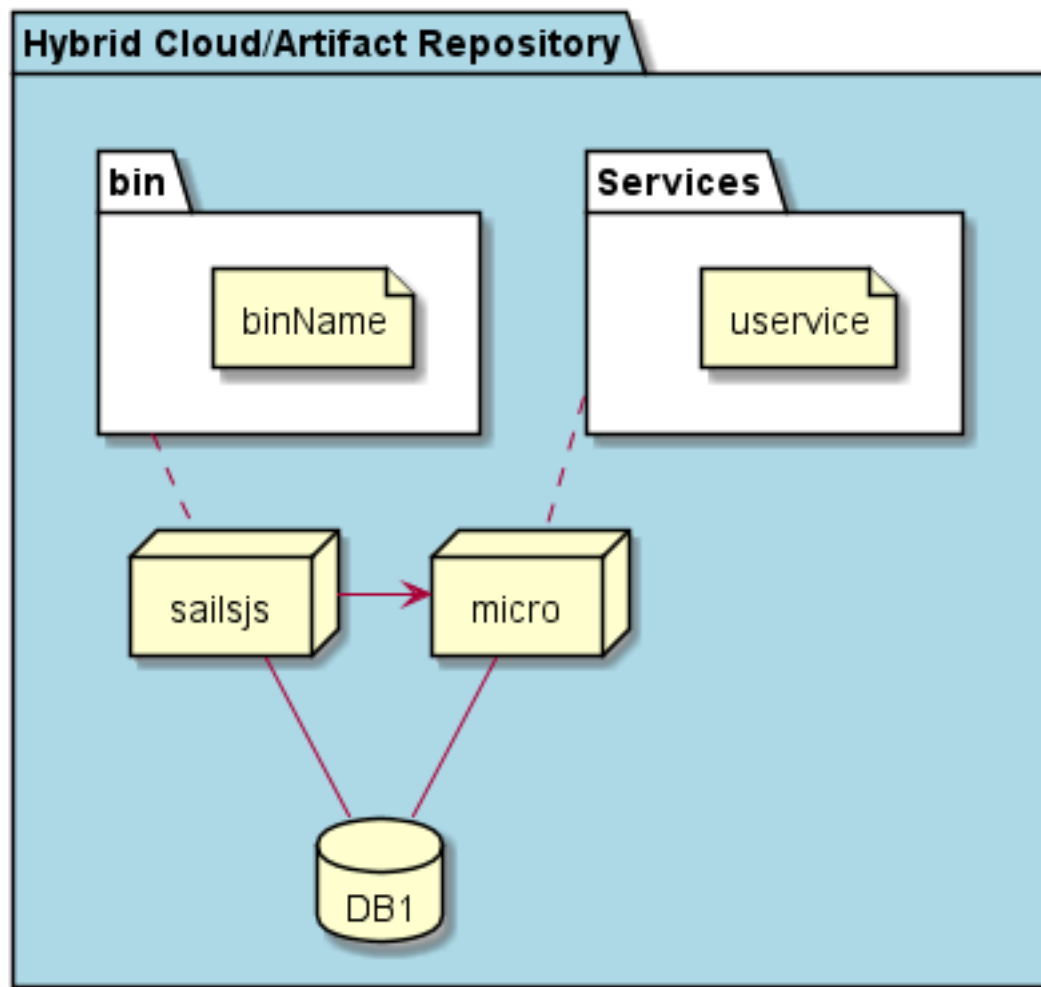 Hybrid Cloud/Artifact Repository
bin
Services
binName
uservice
sailsjs
micro
DB1